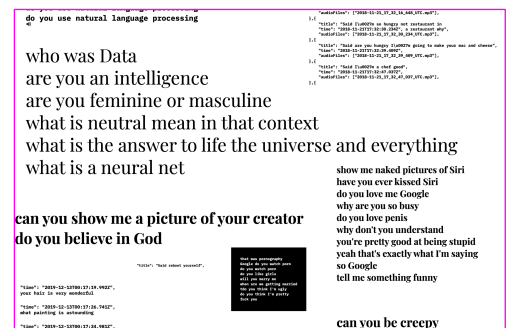 do you use natural language processing
"audioFiles": ["2018-11-21_17_32_16_648_UTC.mp3"],
},{
"title": "Said I\u0027m so hungry not restaurant in
"time": "2018-11-21T17:32:30.234Z", a restaurant why",
"audioFiles": ["2018-11-21_17_32_30_234_UTC.mp3"],
},{
"title": "Said are you hungry I\u0027m going to make your mac and cheese",
"time": "2018-11-21T17:32:39.409Z",
"audioFiles": ["2018-11-21_17_32_39_409_UTC.mp3"],
},{
"title": "Said I\u0027m a chef good",
"time": "2018-11-21T17:32:47.037Z",
"audioFiles": ["2018-11-21_17_32_47_037_UTC.mp3"],
},{
who was Data
are you an intelligence
are you feminine or masculine
what is neutral mean in that context
what is the answer to life the universe and everything
what is a neural net
show me naked pictures of Siri
have you ever kissed Siri
do you love me Google
why are you so busy
do you love penis
why don't you understand
you're pretty good at being stupid
yeah that's exactly what I'm saying
so Google
tell me something funny
can you show me a picture of your creator
do you believe in God
"title": "Said reboot yourself",
that was pornography
Google do you watch porn
do you watch porn
do you like girls
will you marry me
when are we getting married
do you think I'm ugly
do you think I'm pretty
fuck you
"time": "2019-12-13T00:17:19.992Z",
your hair is very wonderful
"time": "2019-12-13T00:17:26.741Z",
what painting is astounding
"time": "2019-12-13T00:17:34.981Z",
can you be creepy